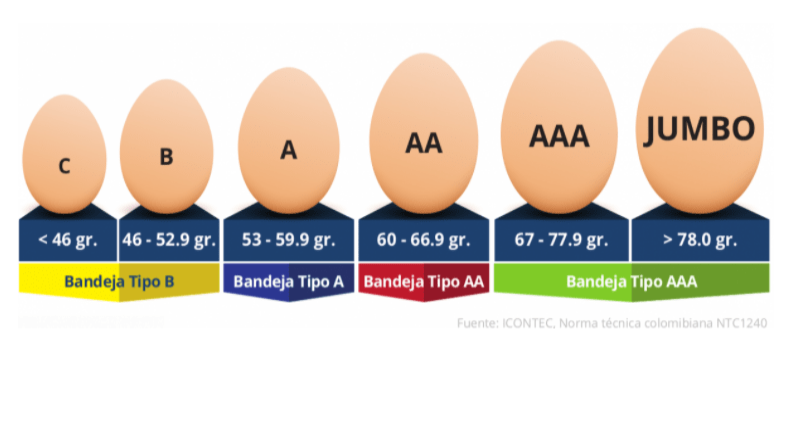 C
B
A
AA
AAA
JUMBO
< 46 gr.
46 - 52.9 gr.
53 - 59.9 gr.
60 - 66.9 gr.
67 - 77.9 gr.
> 78.0 gr.
Bandeja Tipo B
Bandeja Tipo A
Bandeja Tipo AA
Bandeja Tipo AAA
Fuente: ICONTEC, Norma técnica colombiana NTC1240